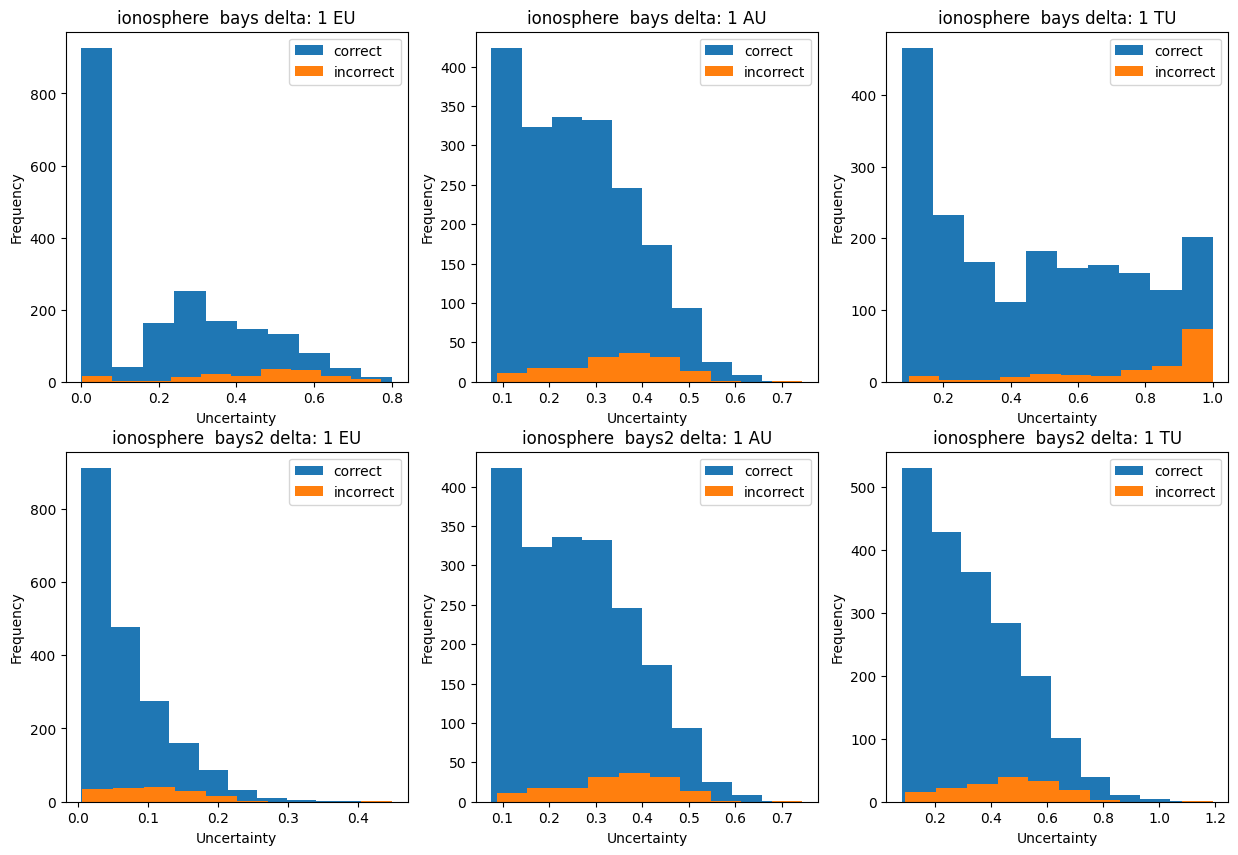 ionosphere  bays delta: 1 EU
correct
incorrect
Frequency
800
600
400
200
0
0.0 0.2 0.4 0.6 0.8
Uncertainty
ionosphere  bays delta: 1 AU
correct
incorrect
Frequency
400
350
300
250
200
150
100
50
0
0.1 0.2 0.3 0.4 0.5 0.6 0.7
Uncertainty
ionosphere  bays delta: 1 TU
correct
incorrect
Frequency
400
300
200
100
0
0.2 0.4 0.6 0.8 1.0
Uncertainty
ionosphere  bays2 delta: 1 EU
correct
incorrect
Frequency
800
600
400
200
0
0.0 0.1 0.2 0.3 0.4
Uncertainty
ionosphere  bays2 delta: 1 AU
correct
incorrect
Frequency
400
350
300
250
200
150
100
50
0
0.1 0.2 0.3 0.4 0.5 0.6 0.7
Uncertainty
ionosphere  bays2 delta: 1 TU
correct
incorrect
Frequency
500
400
300
200
100
0
0.2 0.4 0.6 0.8 1.0 1.2
Uncertainty